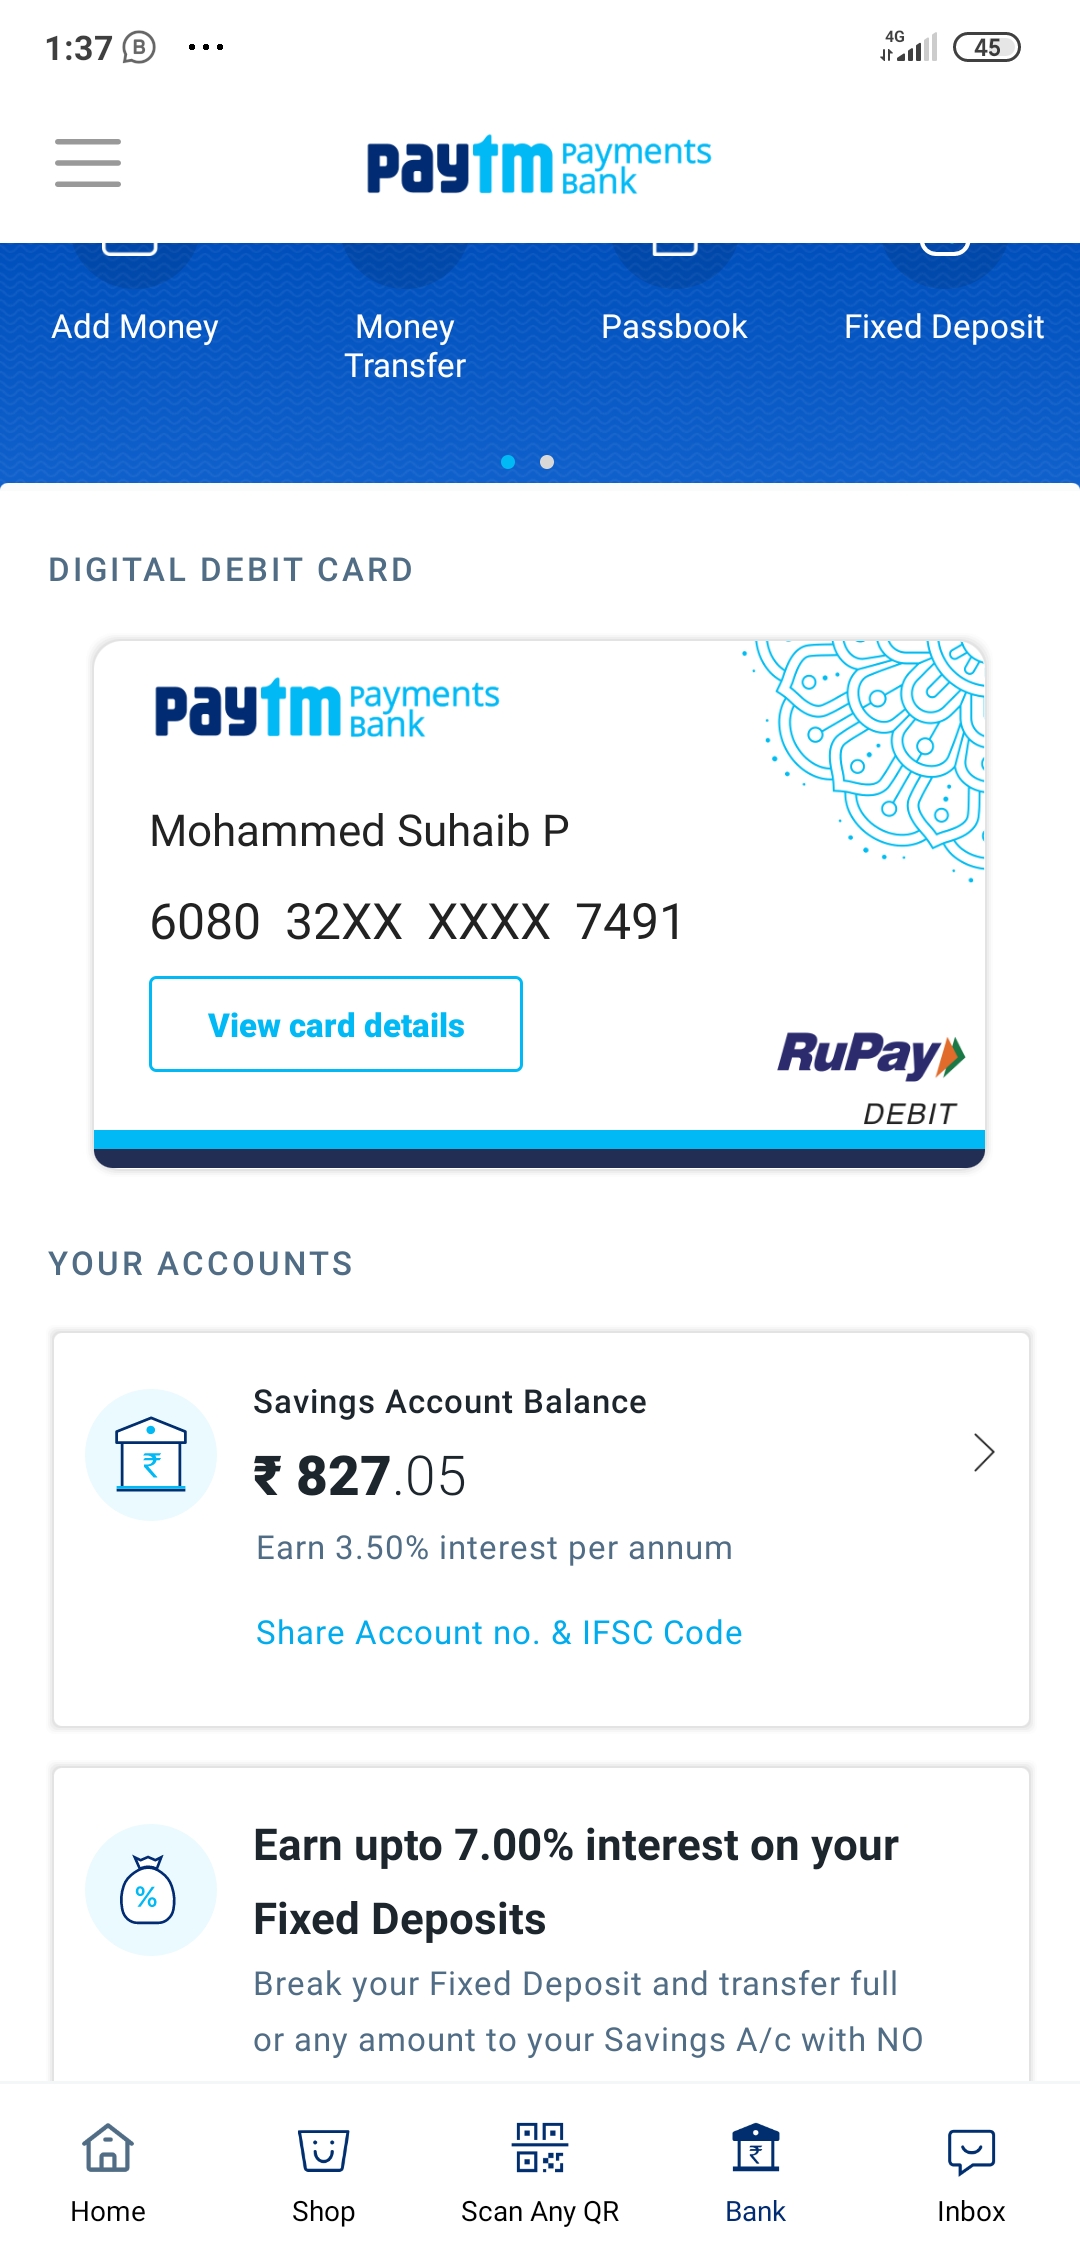 1:37 B ...
4G 45
paytm Payments Bank
Add Money Money Transfer Passbook Fixed Deposit
DIGITAL DEBIT CARD
paytm Payments Bank
Mohammed Suhaib P
6080 32XX XXXX 7491
View card details
RuPay
DEBIT
YOUR ACCOUNTS
Savings Account Balance
₹ 827.05
Earn 3.50% interest per annum
Share Account no. & IFSC Code
Earn upto 7.00% interest on your
Fixed Deposits
Break your Fixed Deposit and transfer full
or any amount to your Savings A/c with NO
Home Shop Scan Any QR Bank Inbox